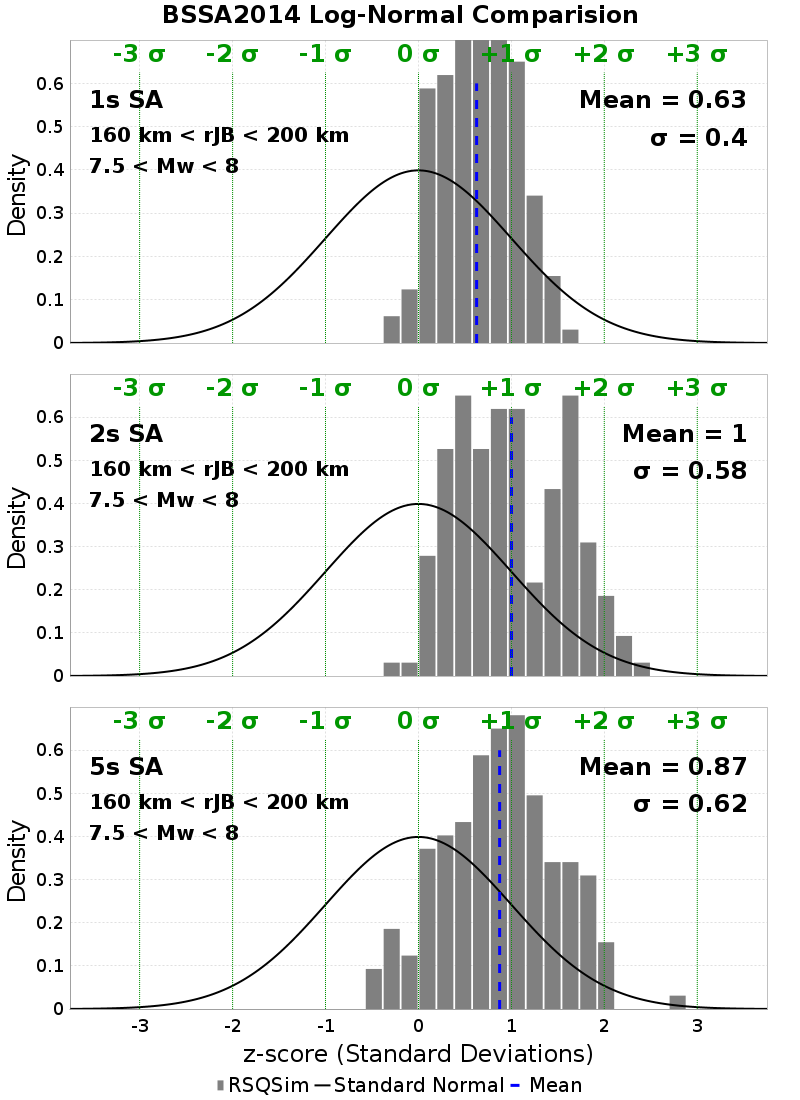 BSSA2014 Log-Normal Comparision
-3 σ -2 σ -1 σ 0 σ +1 σ +2 σ +3 σ
1s SA
Mean = 0.63
160 km < rJB < 200 km
σ = 0.4
7.5 < Mw < 8
Density
0.6
0.5
0.4
0.3
0.2
0.1
0
-3 σ -2 σ -1 σ 0 σ +1 σ +2 σ +3 σ
2s SA
Mean = 1
160 km < rJB < 200 km
σ = 0.58
7.5 < Mw < 8
Density
0.6
0.5
0.4
0.3
0.2
0.1
0
-3 σ -2 σ -1 σ 0 σ +1 σ +2 σ +3 σ
5s SA
Mean = 0.87
160 km < rJB < 200 km
σ = 0.62
7.5 < Mw < 8
Density
0.6
0.5
0.4
0.3
0.2
0.1
0
-3 -2 -1 0 1 2 3
z-score (Standard Deviations)
RSQSim Standard Normal Mean